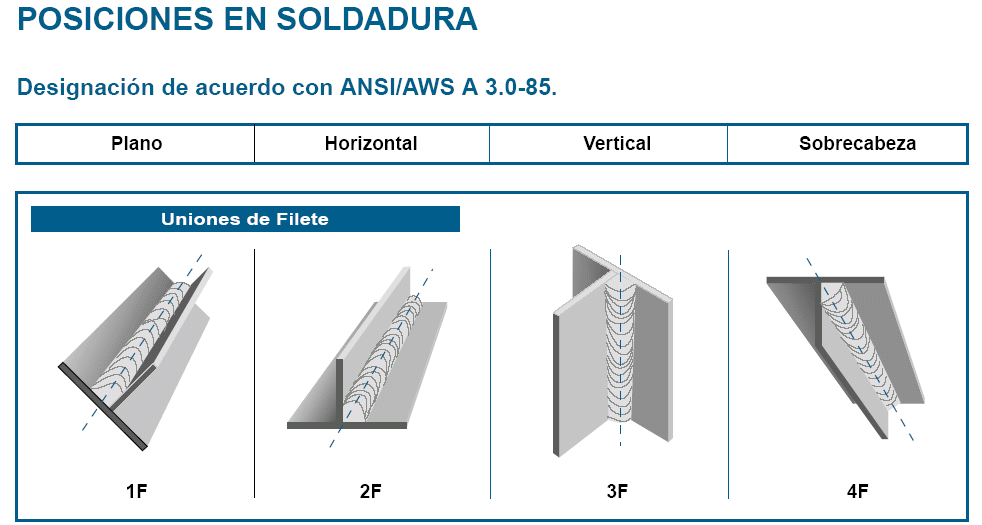 POSICIONES EN SOLDADURA
Designación de acuerdo con ANSI/AWS A 3.0-85.
Plano Horizontal Vertical Sobrecabeza
Uniones de Filete
1F 2F 3F 4F